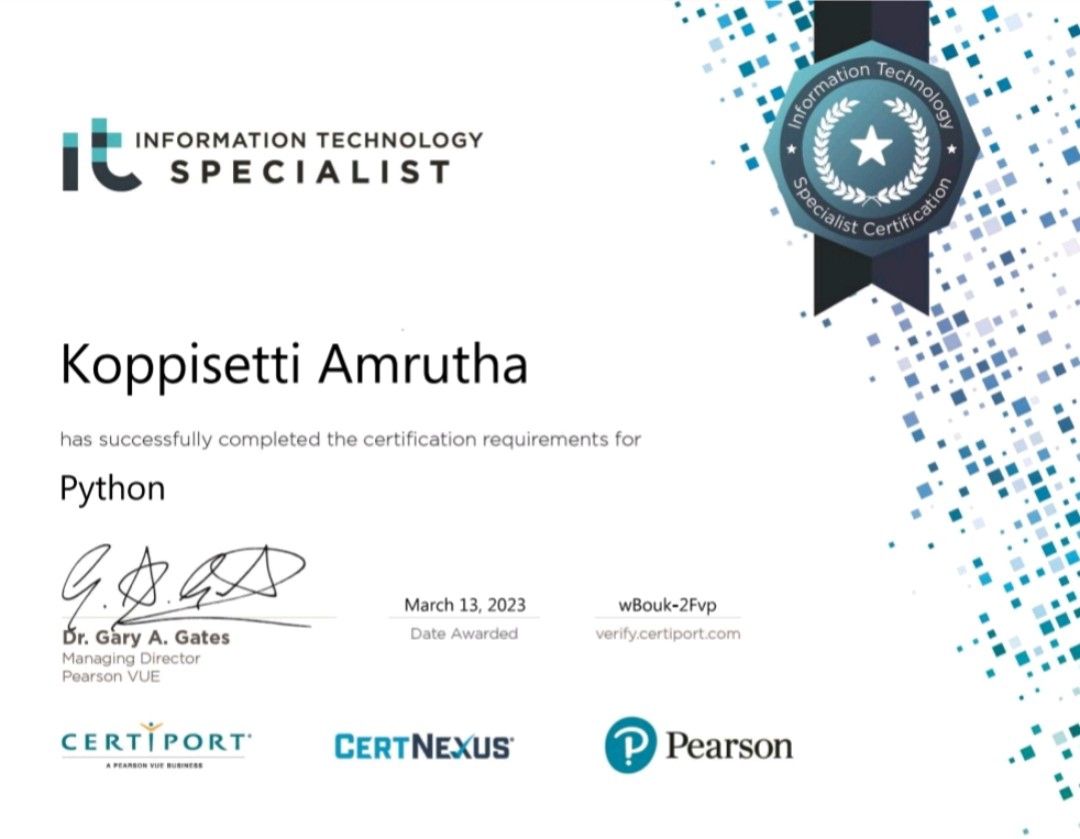 it INFORMATION TECHNOLOGY
SPECIALIST
Information Technology
Specialist Certification
Koppisetti Amrutha
has successfully completed the certification requirements for
Python
Dr. Gary A. Gates
Managing Director
Pearson VUE
March 13, 2023
Date Awarded
wBouk-2Fvp
verify.certiport.com
CERTIPORT
A PEARSON VUE BUSINESS
CERTNEXUS
P Pearson